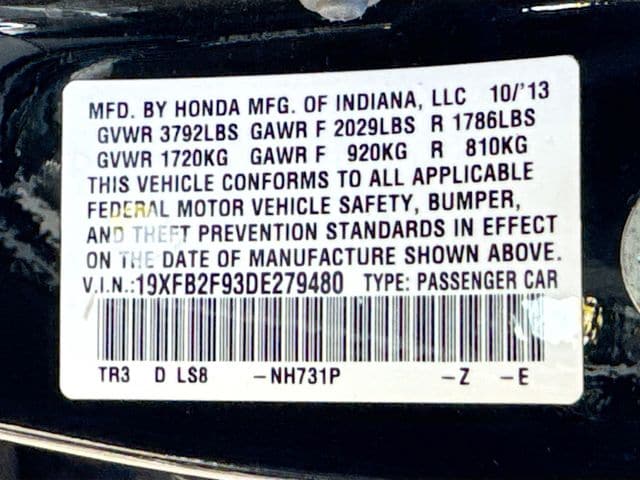 MFD. BY HONDA MFG. OF INDIANA, LLC 10/'13
GVWR 3792LBS GAWR F 2029LBS R 1786LBS
GVWR 1720KG GAWR F 920KG R 810KG
THIS VEHICLE CONFORMS TO ALL APPLICABLE
FEDERAL MOTOR VEHICLE SAFETY, BUMPER,
AND THEFT PREVENTION STANDARDS IN EFFECT
ON THE DATE OF MANUFACTURE SHOWN ABOVE.
V.I.N.:19XFB2F93DE279480 TYPE: PASSENGER CAR
TR3 D LS8 -NH731P -Z -E